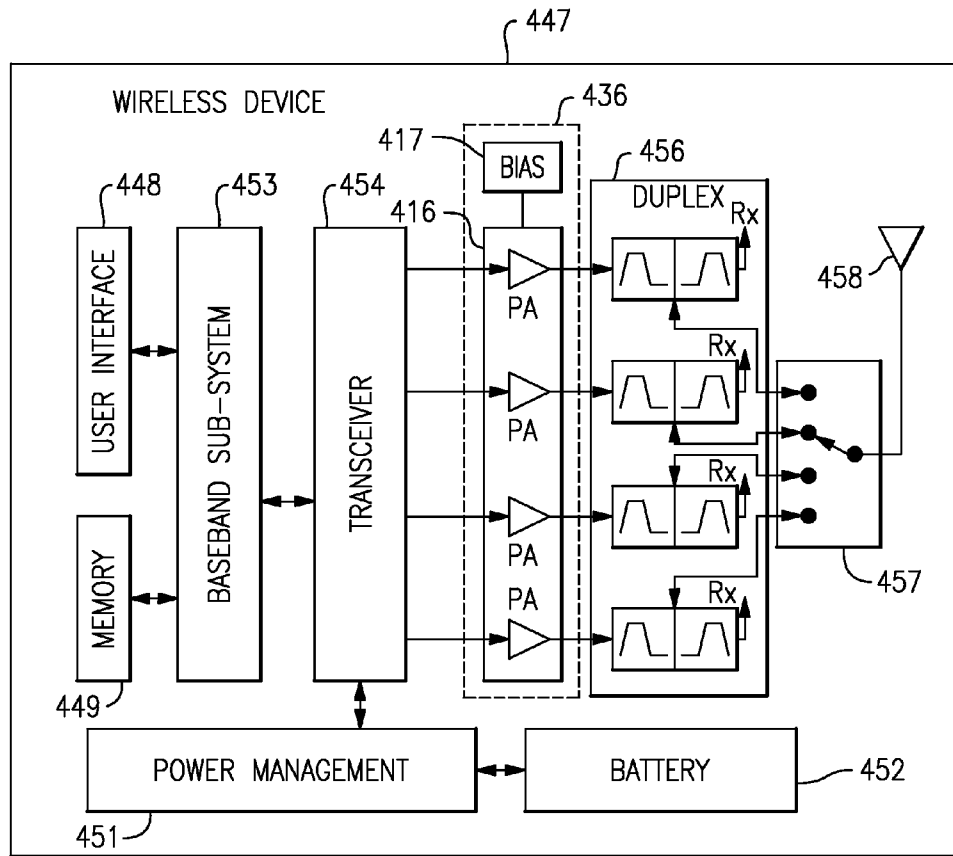 447
WIRELESS DEVICE
436
417
BIAS
456
DUPLEX
448
453
454
416
Rx
458
USER INTERFACE
BASEBAND SUB-SYSTEM
TRANSCEIVER
PA
Rx
PA
Rx
457
MEMORY
PA
PA
Rx
449
POWER MANAGEMENT
BATTERY
452
451